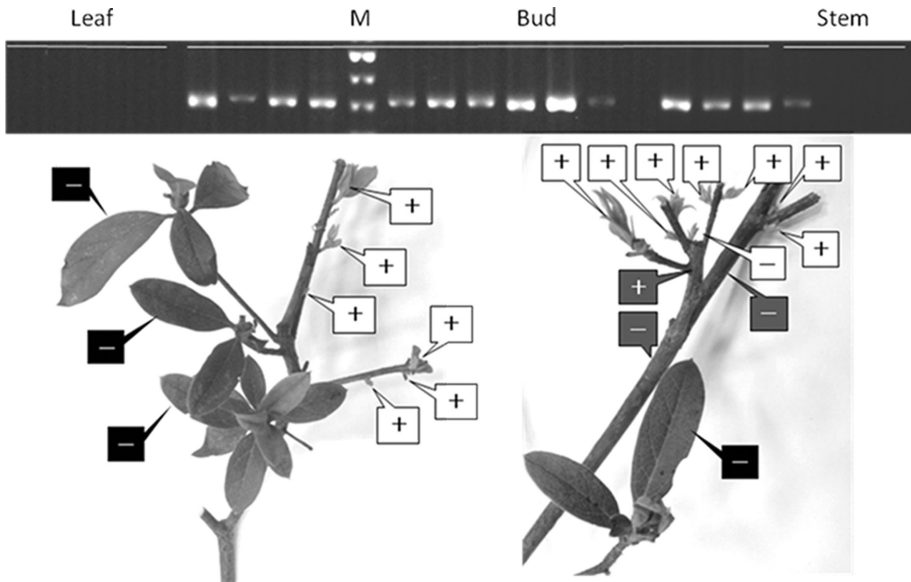 Leaf M Bud Stem
+ + + + + +
− +
+
+ − +
+ + −
− −
+
+
+
− −